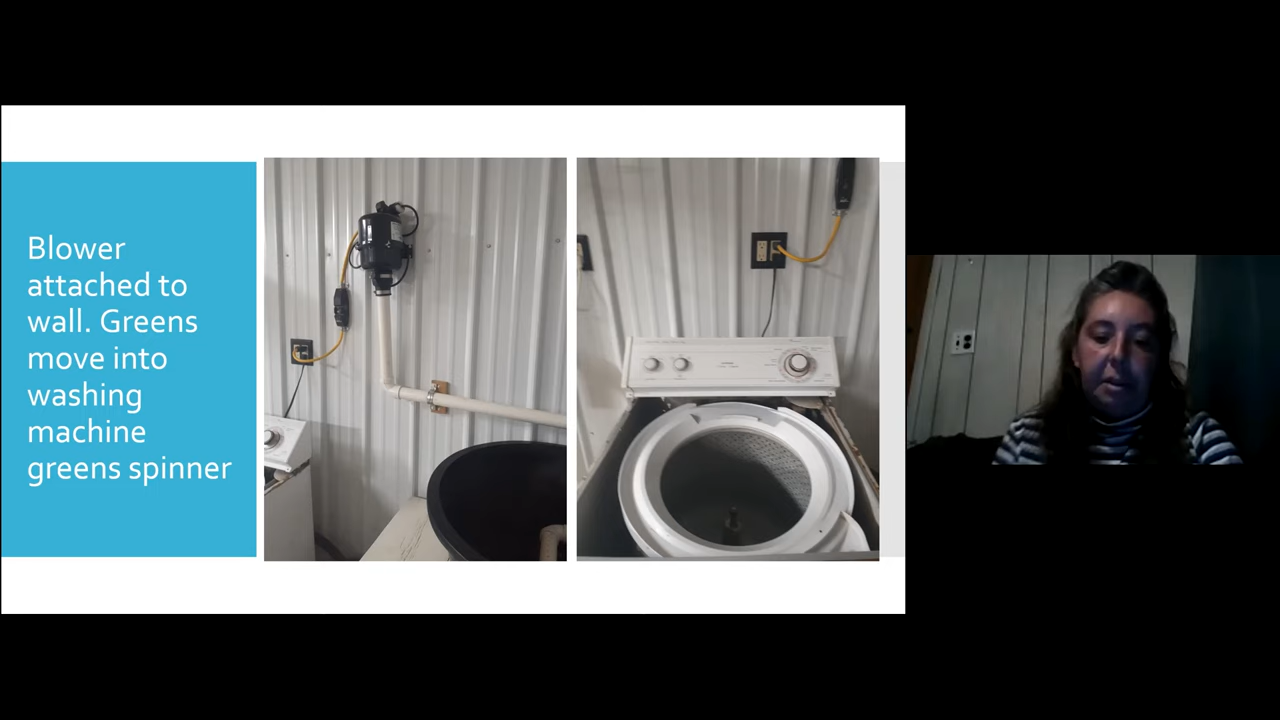 Blower
attached to
wall. Greens
move into
washing
machine
greens spinner